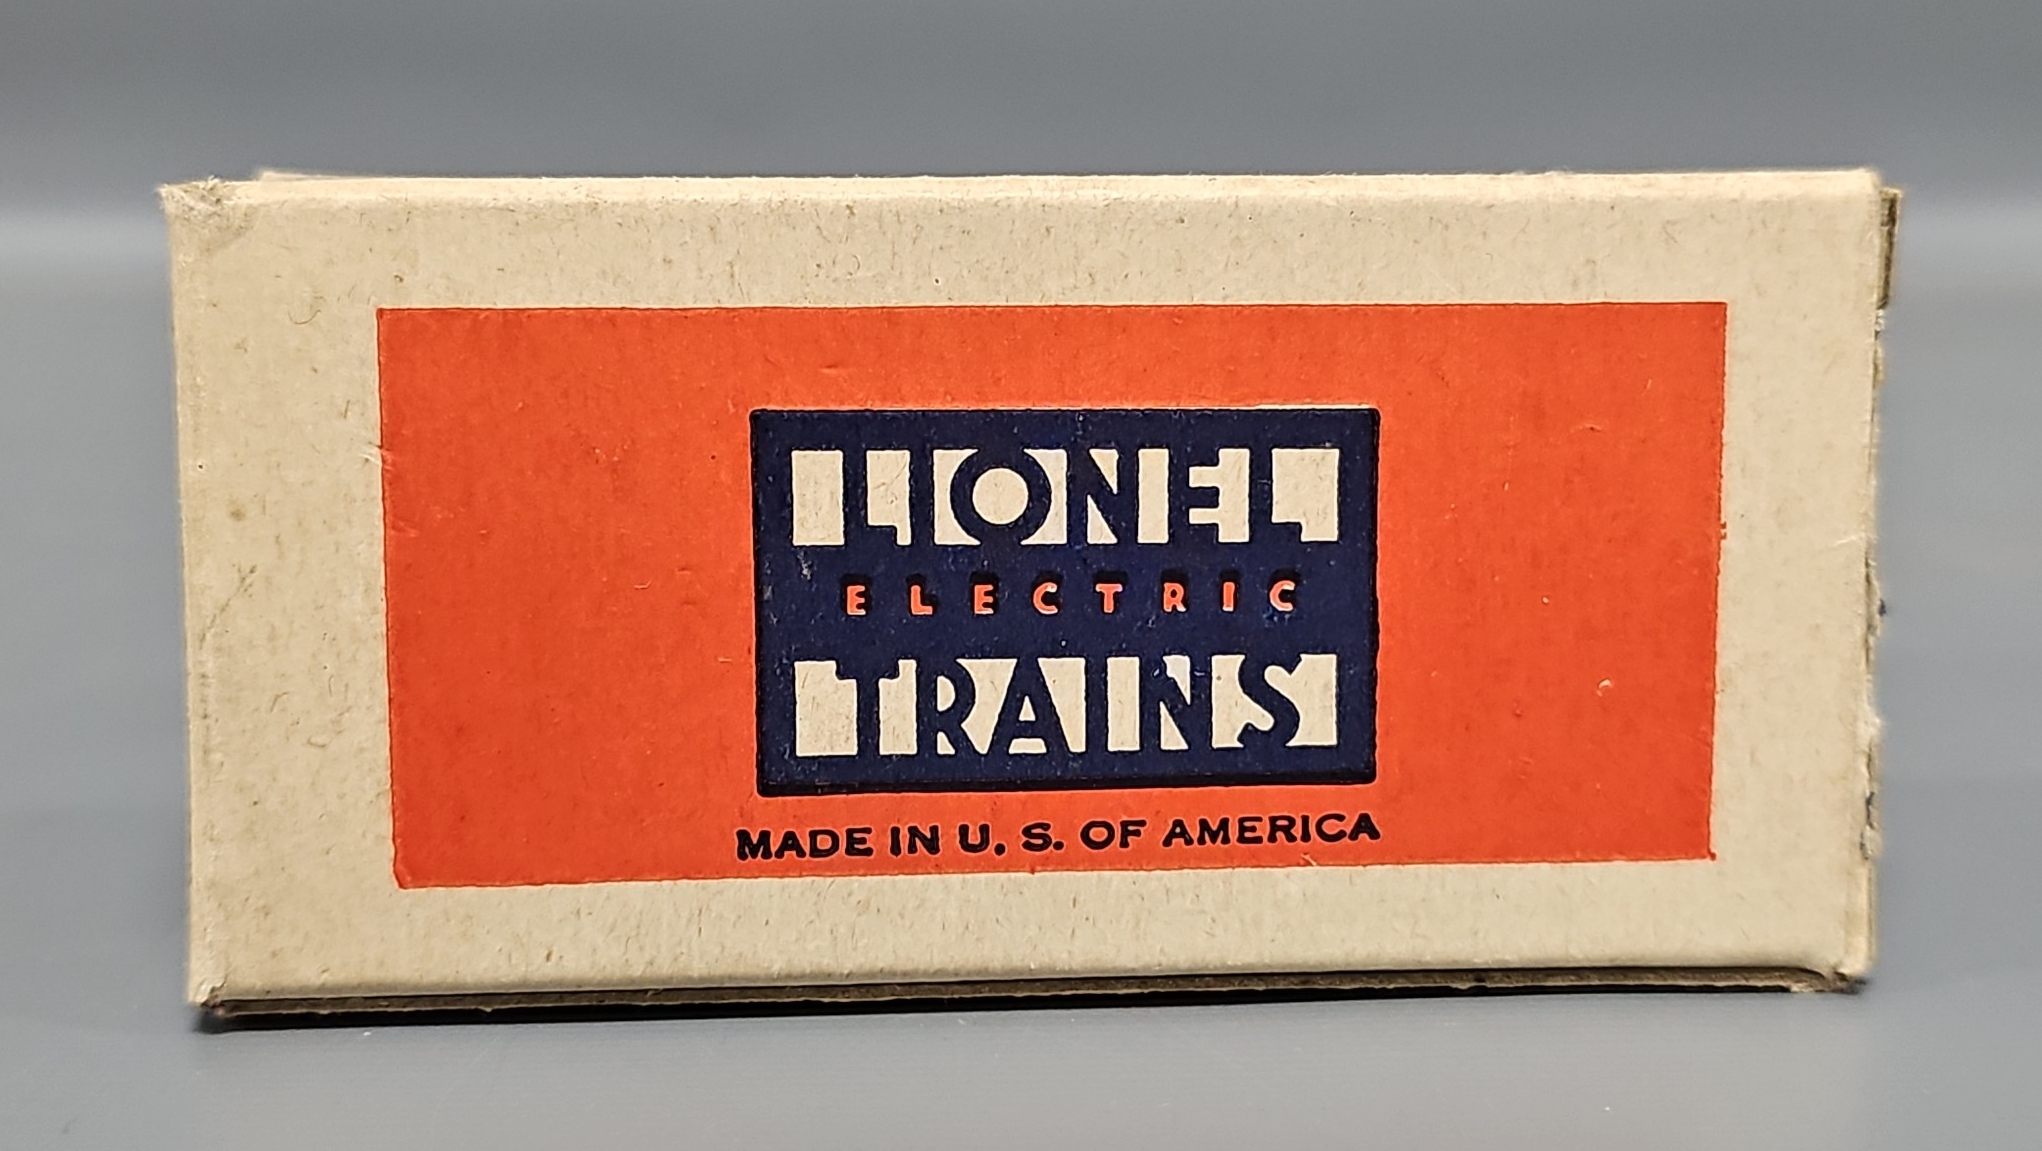 LIONEL
ELECTRIC
TRAINS
MADE IN U. S. OF AMERICA